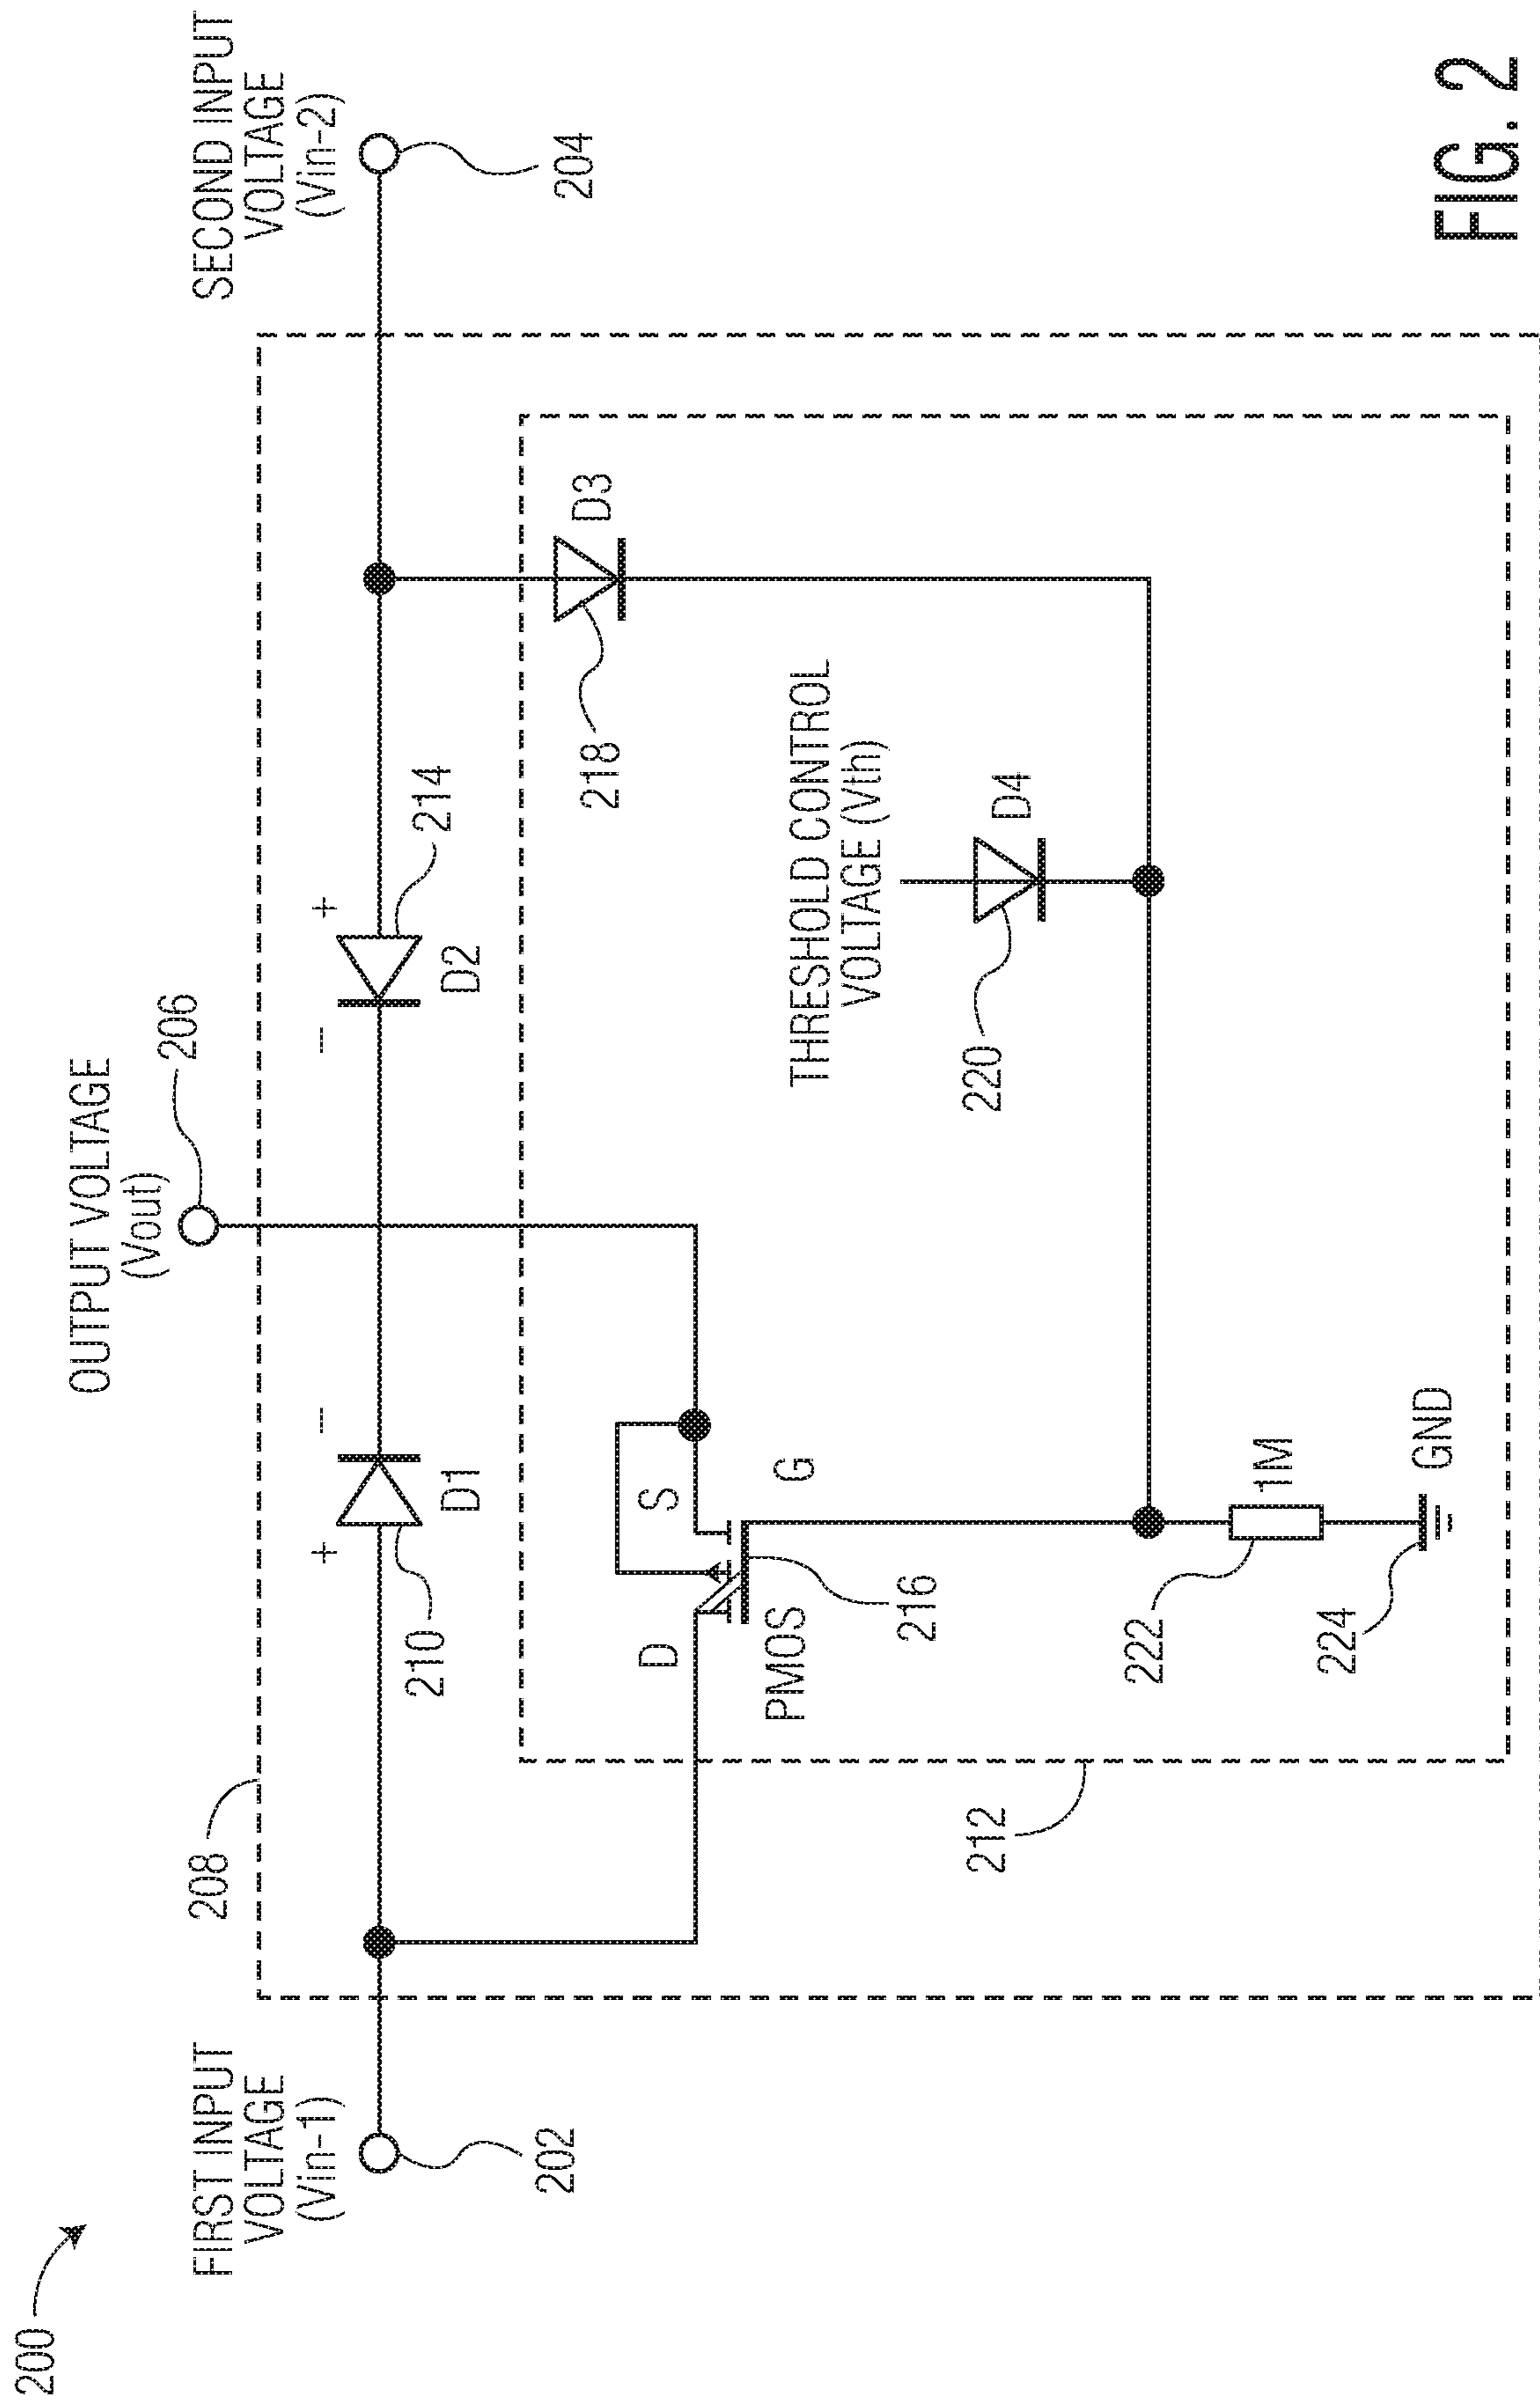 200
OUTPUT VOLTAGE
(Vout)
206
FIRST INPUT
VOLTAGE
(Vin-1)
202
SECOND INPUT
VOLTAGE
(Vin-2)
204
208
+
--
--
+
210
D1
D2
214
D
S
G
PMOS
216
D3
218
THRESHOLD CONTROL
VOLTAGE (Vth)
D4
220
212
222
1M
224
GND
FIG. 2